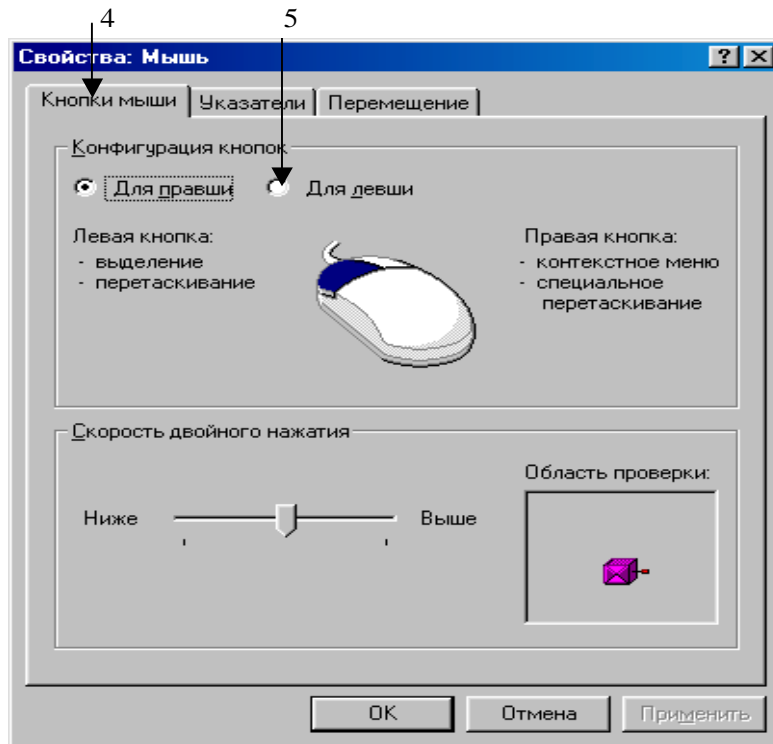 4 5
Свойства: Мышь
Кнопки мыши Указатели Перемещение
Конфигурация кнопок
Для правши Для левши
Левая кнопка:
- выделение
- перетаскивание
Правая кнопка:
- контекстное меню
- специальное
перетаскивание
Скорость двойного нажатия
Область проверки:
Ниже Выше
OK Отмена Применить